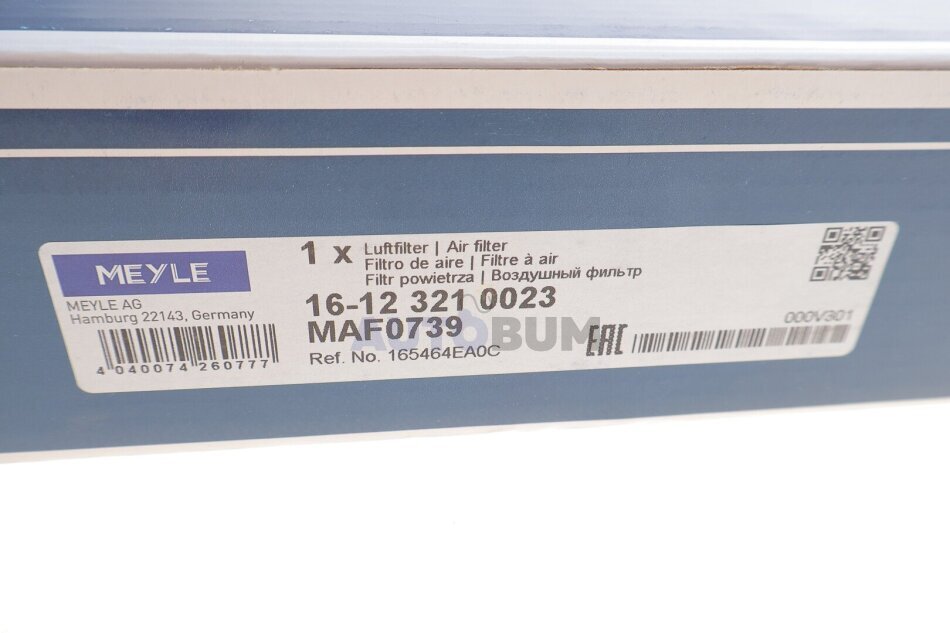 MEYLE
MEYLE AG
Hamburg 22143, Germany
4 040074 260777
1 x Luftfilter | Air filter
Filtro de aire | Filtre à air
Filtr powietrza | Воздушный фильтр
16-12 321 0023
MAF0739
Ref. No. 165464EA0C
AUTOBUM
EAC
000V301